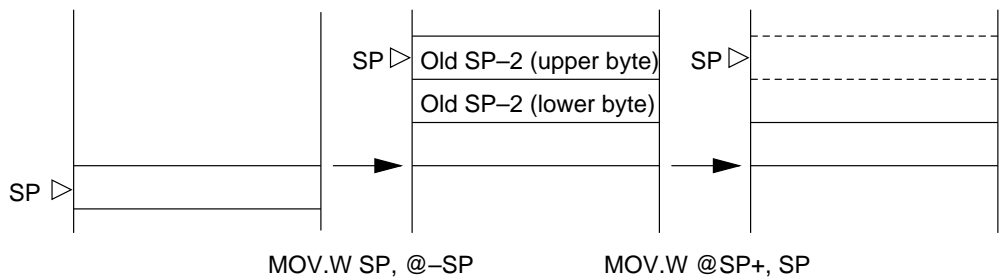 SP Old SP–2 (upper byte) SP
Old SP–2 (lower byte)
SP
MOV.W SP, @–SP MOV.W @SP+, SP